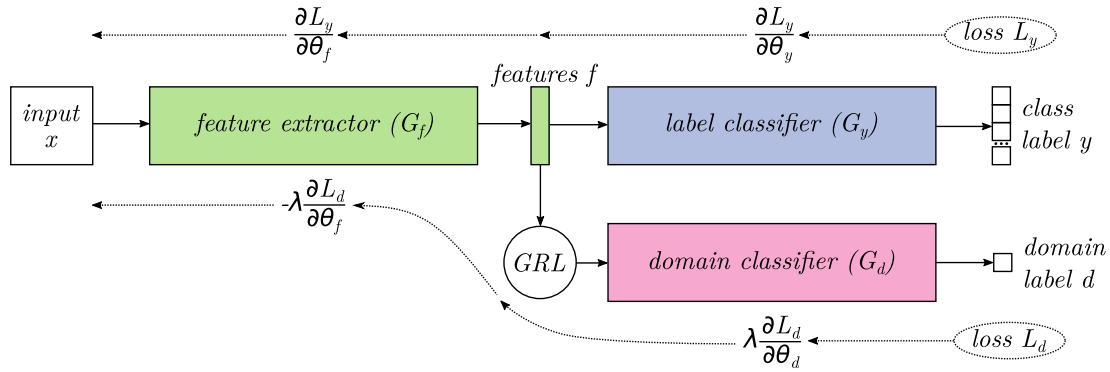 ∂L_y/∂θ_f
∂L_y/∂θ_y
loss L_y
features f
input
x
feature extractor (G_f)
label classifier (G_y)
class
label y
...
-λ∂L_d/∂θ_f
GRL
domain classifier (G_d)
domain
label d
λ∂L_d/∂θ_d
loss L_d